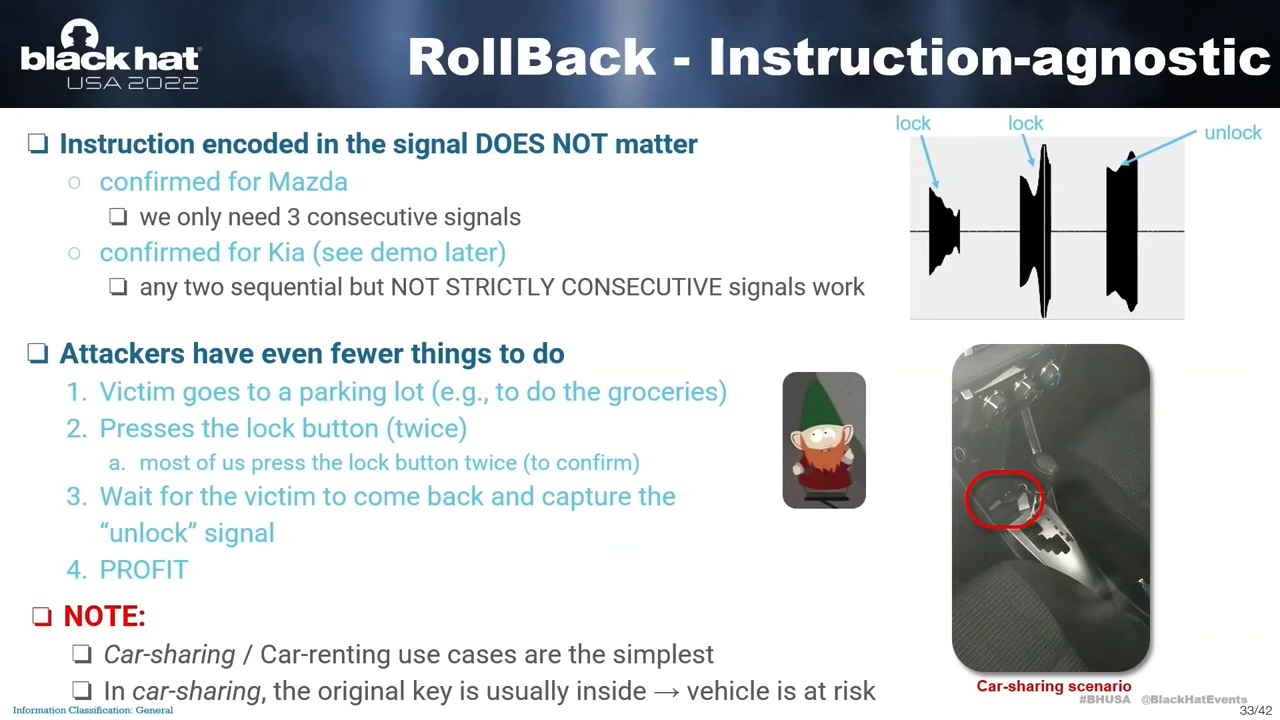 black hat
USA 2022
RollBack - Instruction-agnostic
❏ Instruction encoded in the signal DOES NOT matter
○ confirmed for Mazda
❏ we only need 3 consecutive signals
○ confirmed for Kia (see demo later)
❏ any two sequential but NOT STRICTLY CONSECUTIVE signals work
lock
lock
unlock
❏ Attackers have even fewer things to do
1. Victim goes to a parking lot (e.g., to do the groceries)
2. Presses the lock button (twice)
a. most of us press the lock button twice (to confirm)
3. Wait for the victim to come back and capture the
“unlock” signal
4. PROFIT
❏ NOTE:
❏ Car-sharing / Car-renting use cases are the simplest
❏ In car-sharing, the original key is usually inside → vehicle is at risk
Car-sharing scenario
#BHUSA @BlackHatEvents
Information Classification: General
33/42